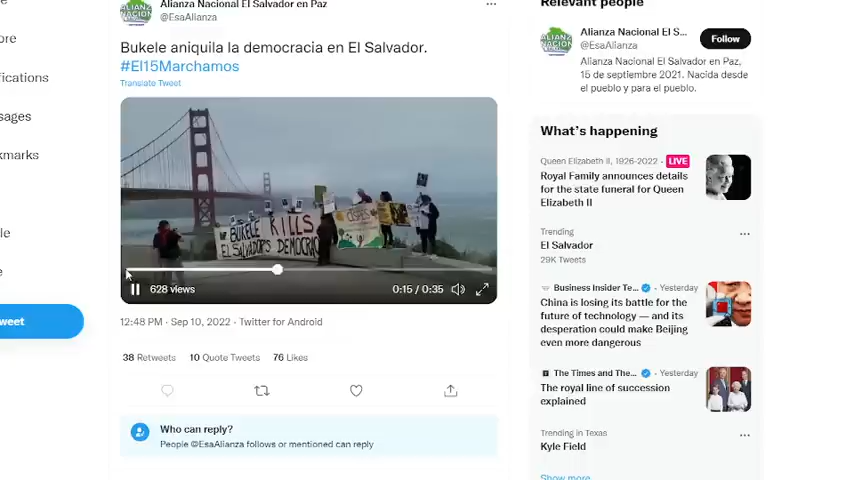 Alianza Nacional El Salvador en Paz
@EsaAlianza
Bukele aniquila la democracia en El Salvador.
#El15Marchamos
Translate Tweet
BUKELE KILLS
EL SALVADOR'S DEMOCRACY
628 views
0:15 / 0:35
12:48 PM · Sep 10, 2022 · Twitter for Android
38 Retweets 10 Quote Tweets 76 Likes
Who can reply?
People @EsaAlianza follows or mentioned can reply
Relevant people
Alianza Nacional El S...
@EsaAlianza
Follow
Alianza Nacional El Salvador en Paz,
15 de septiembre 2021. Nacida desde
el pueblo y para el pueblo.
What's happening
Queen Elizabeth II, 1926-2022 · LIVE
Royal Family announces details
for the state funeral for Queen
Elizabeth II
Trending
El Salvador
29K Tweets
Business Insider Te... · Yesterday
China is losing its battle for the
future of technology — and its
desperation could make Beijing
even more dangerous
The Times and The... · Yesterday
The royal line of succession
explained
Trending in Texas
Kyle Field
Show more